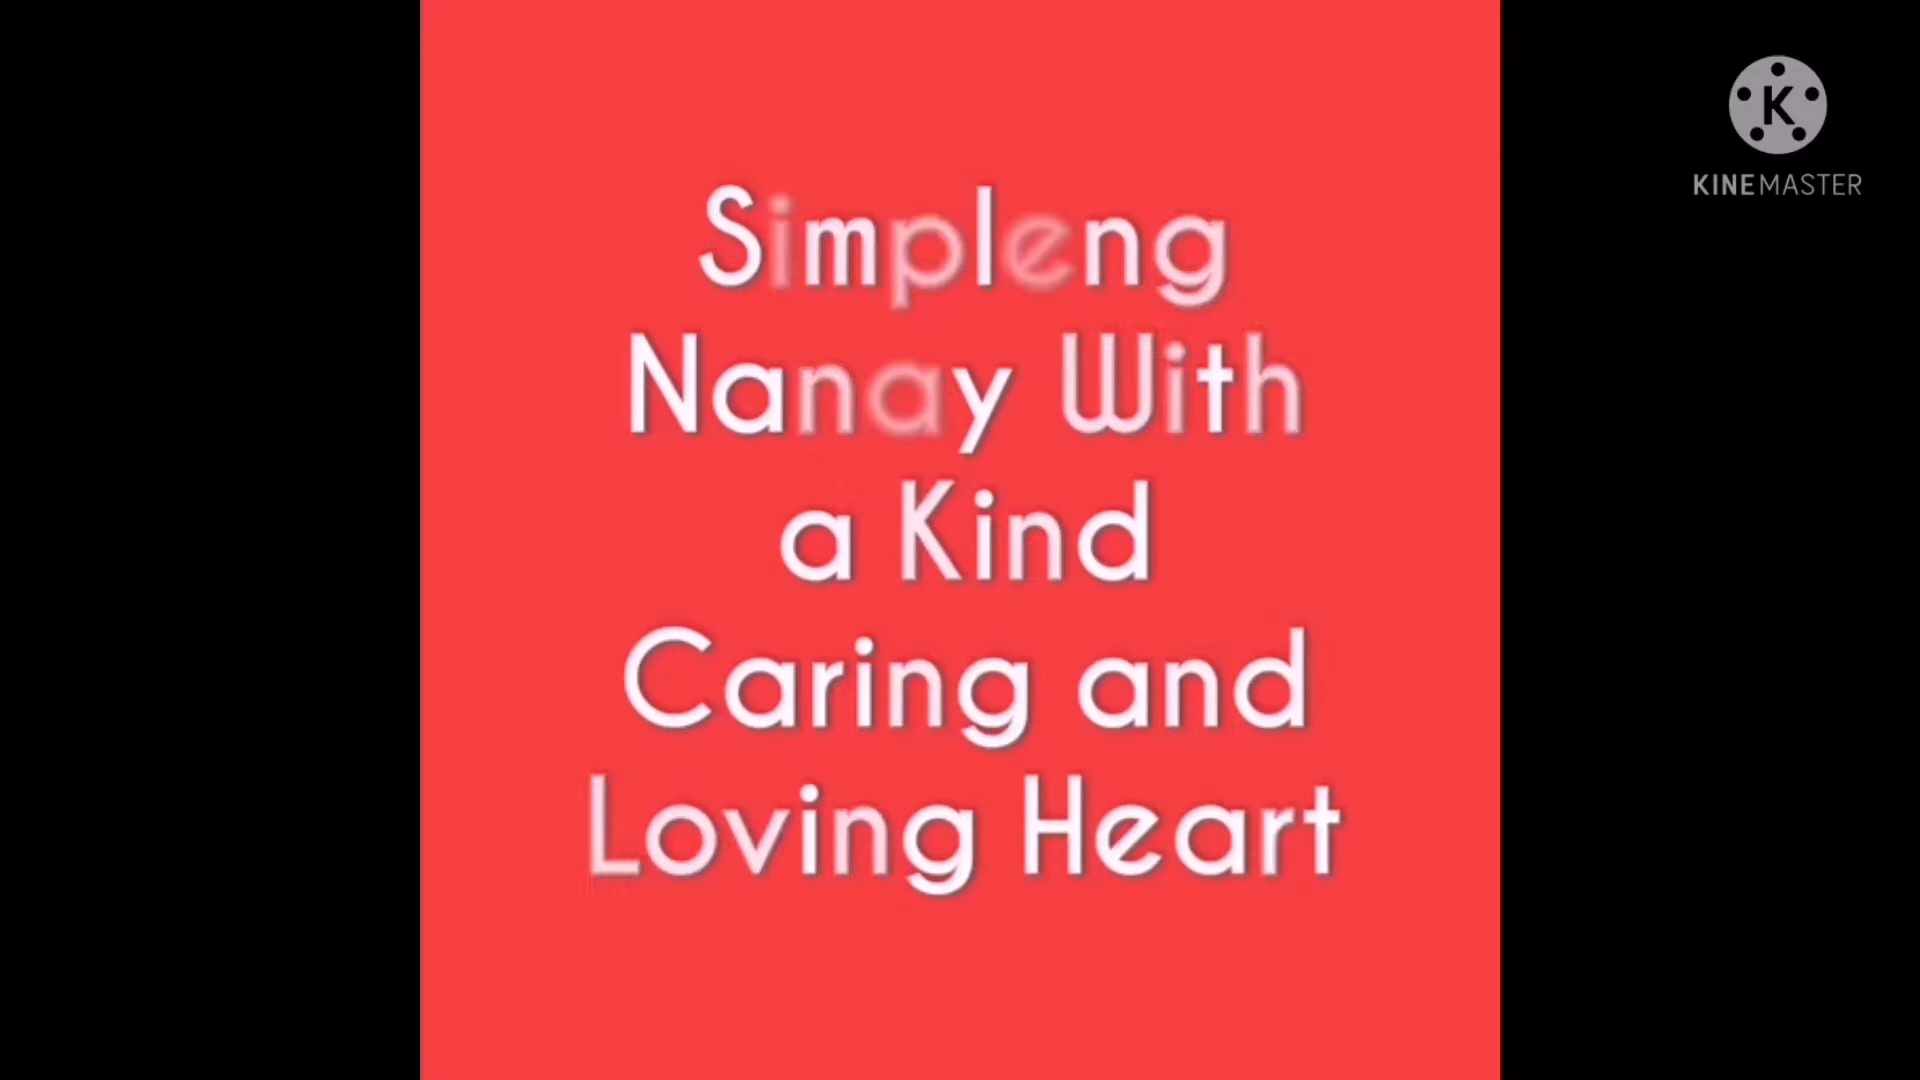 Simpleng
Nanay With
a Kind
Caring and
Loving Heart
K
KINEMASTER